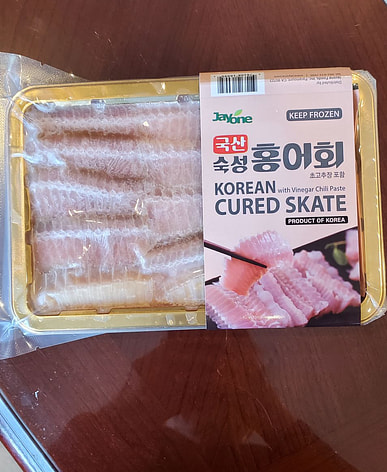 JayOne
KEEP FROZEN
국산
숙성 홍어회
초고추장 포함
KOREAN with Vinegar Chili Paste
CURED SKATE
PRODUCT OF KOREA